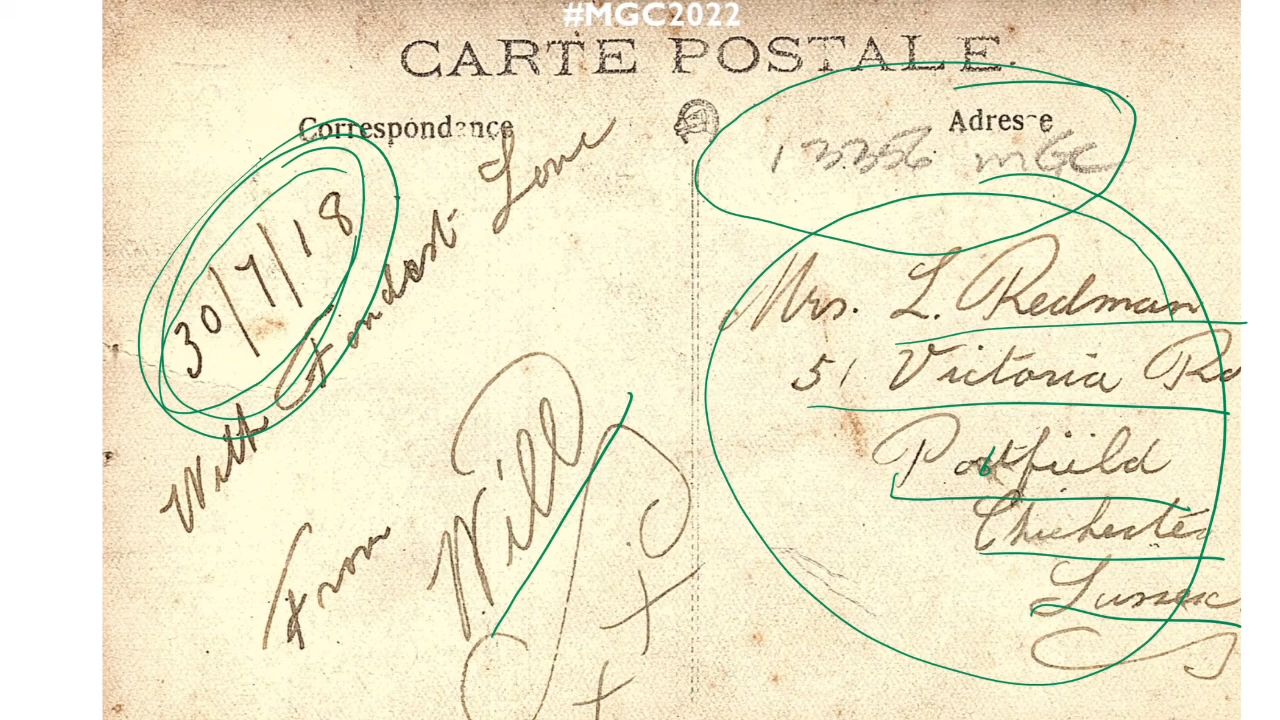 #MGC2022
CARTE POSTALE.
Correspondance
Adresse
30/7/18
With Fondest Love
From Will
13356 MGC
Mrs. L. Redman
51 Victoria Rd
Portfield
Chichester
Sussex